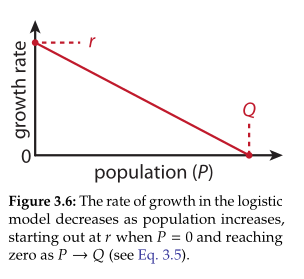 r
Q
growth rate
0
population (P)
Figure 3.6: The rate of growth in the logistic
model decreases as population increases,
starting out at r when P = 0 and reaching
zero as P → Q (see Eq. 3.5).